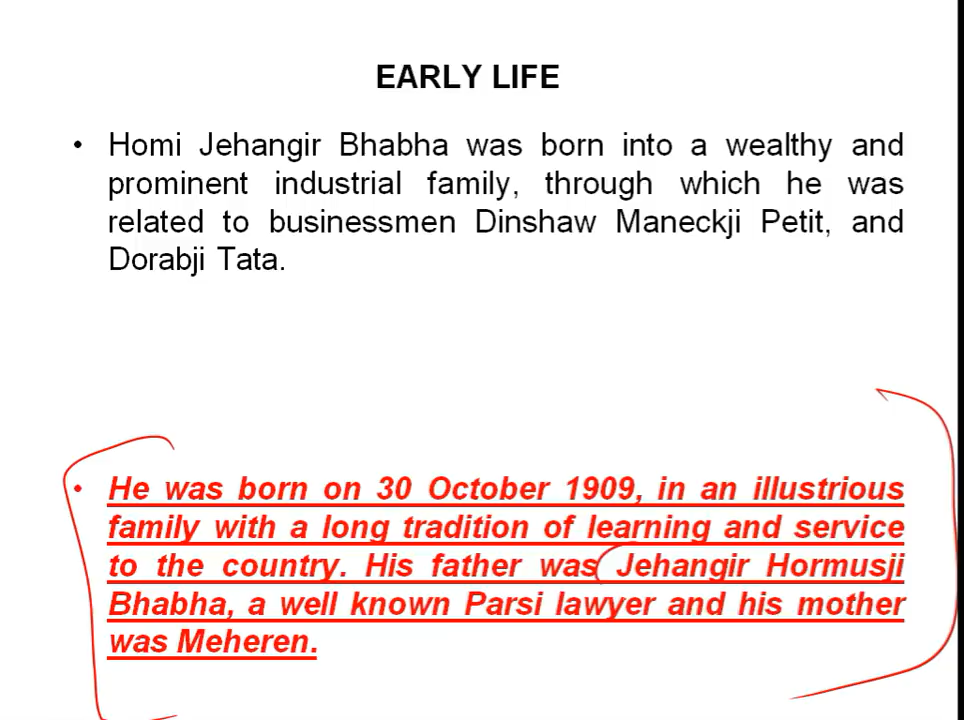 EARLY LIFE
• Homi Jehangir Bhabha was born into a wealthy and
prominent industrial family, through which he was
related to businessmen Dinshaw Maneckji Petit, and
Dorabji Tata.
• He was born on 30 October 1909, in an illustrious
family with a long tradition of learning and service
to the country. His father was Jehangir Hormusji
Bhabha, a well known Parsi lawyer and his mother
was Meheren.